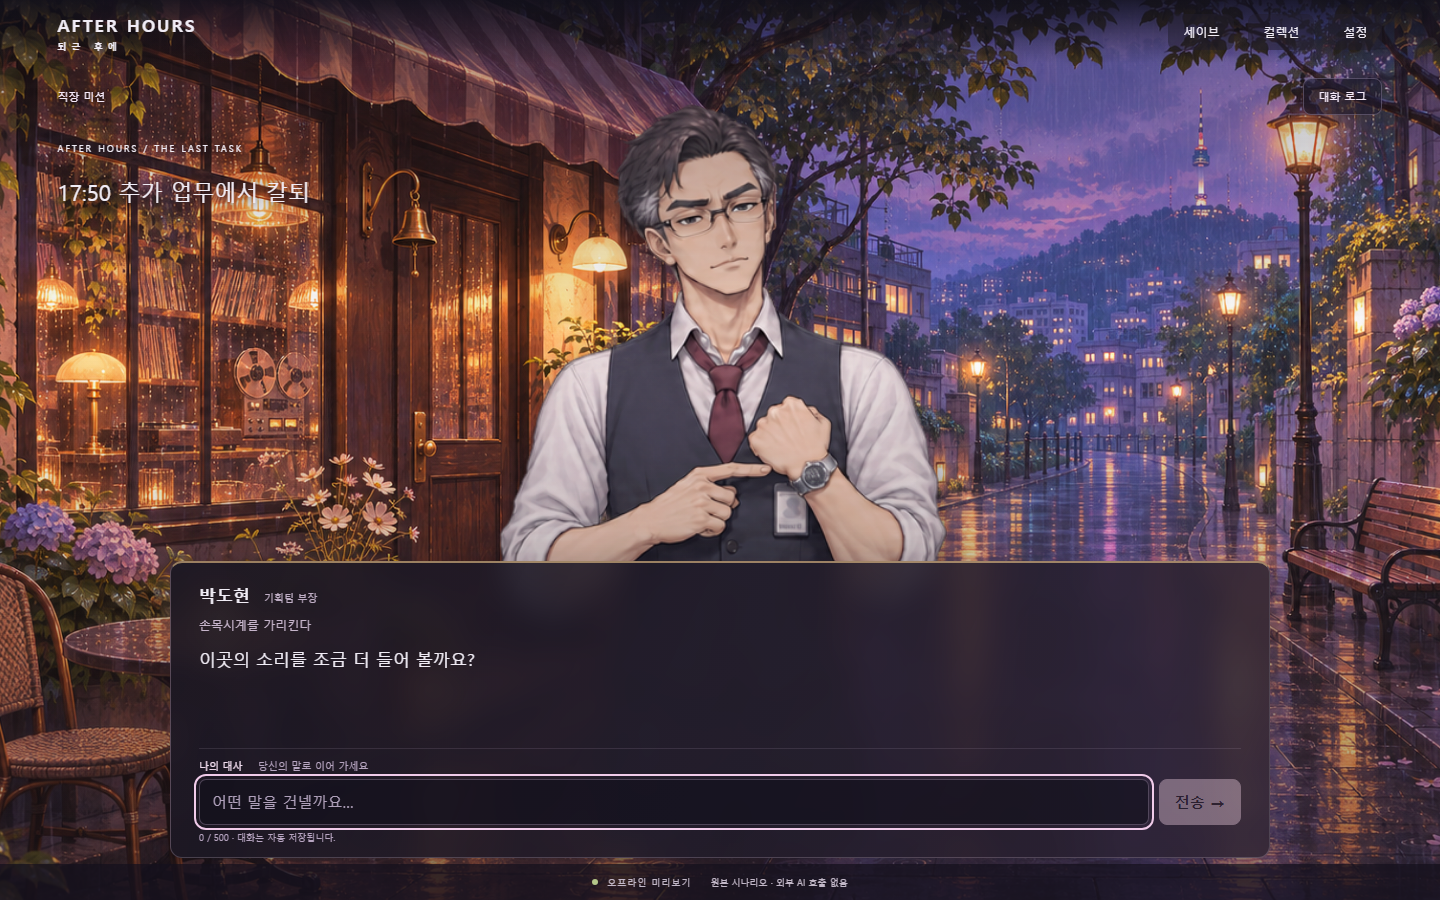 AFTER HOURS
퇴근 후에
세이브
컬렉션
설정
직장 미션
대화 로그
AFTER HOURS / THE LAST TASK
17:50 추가 업무에서 칼퇴
박도현 기획팀 부장
손목시계를 가리킨다
이곳의 소리를 조금 더 들어 볼까요?
나의 대사 당신의 말로 이어 가세요
어떤 말을 건넬까요...
전송 →
0 / 500 · 대화는 자동 저장됩니다.
오프라인 미리보기 원본 시나리오 · 외부 AI 호출 없음